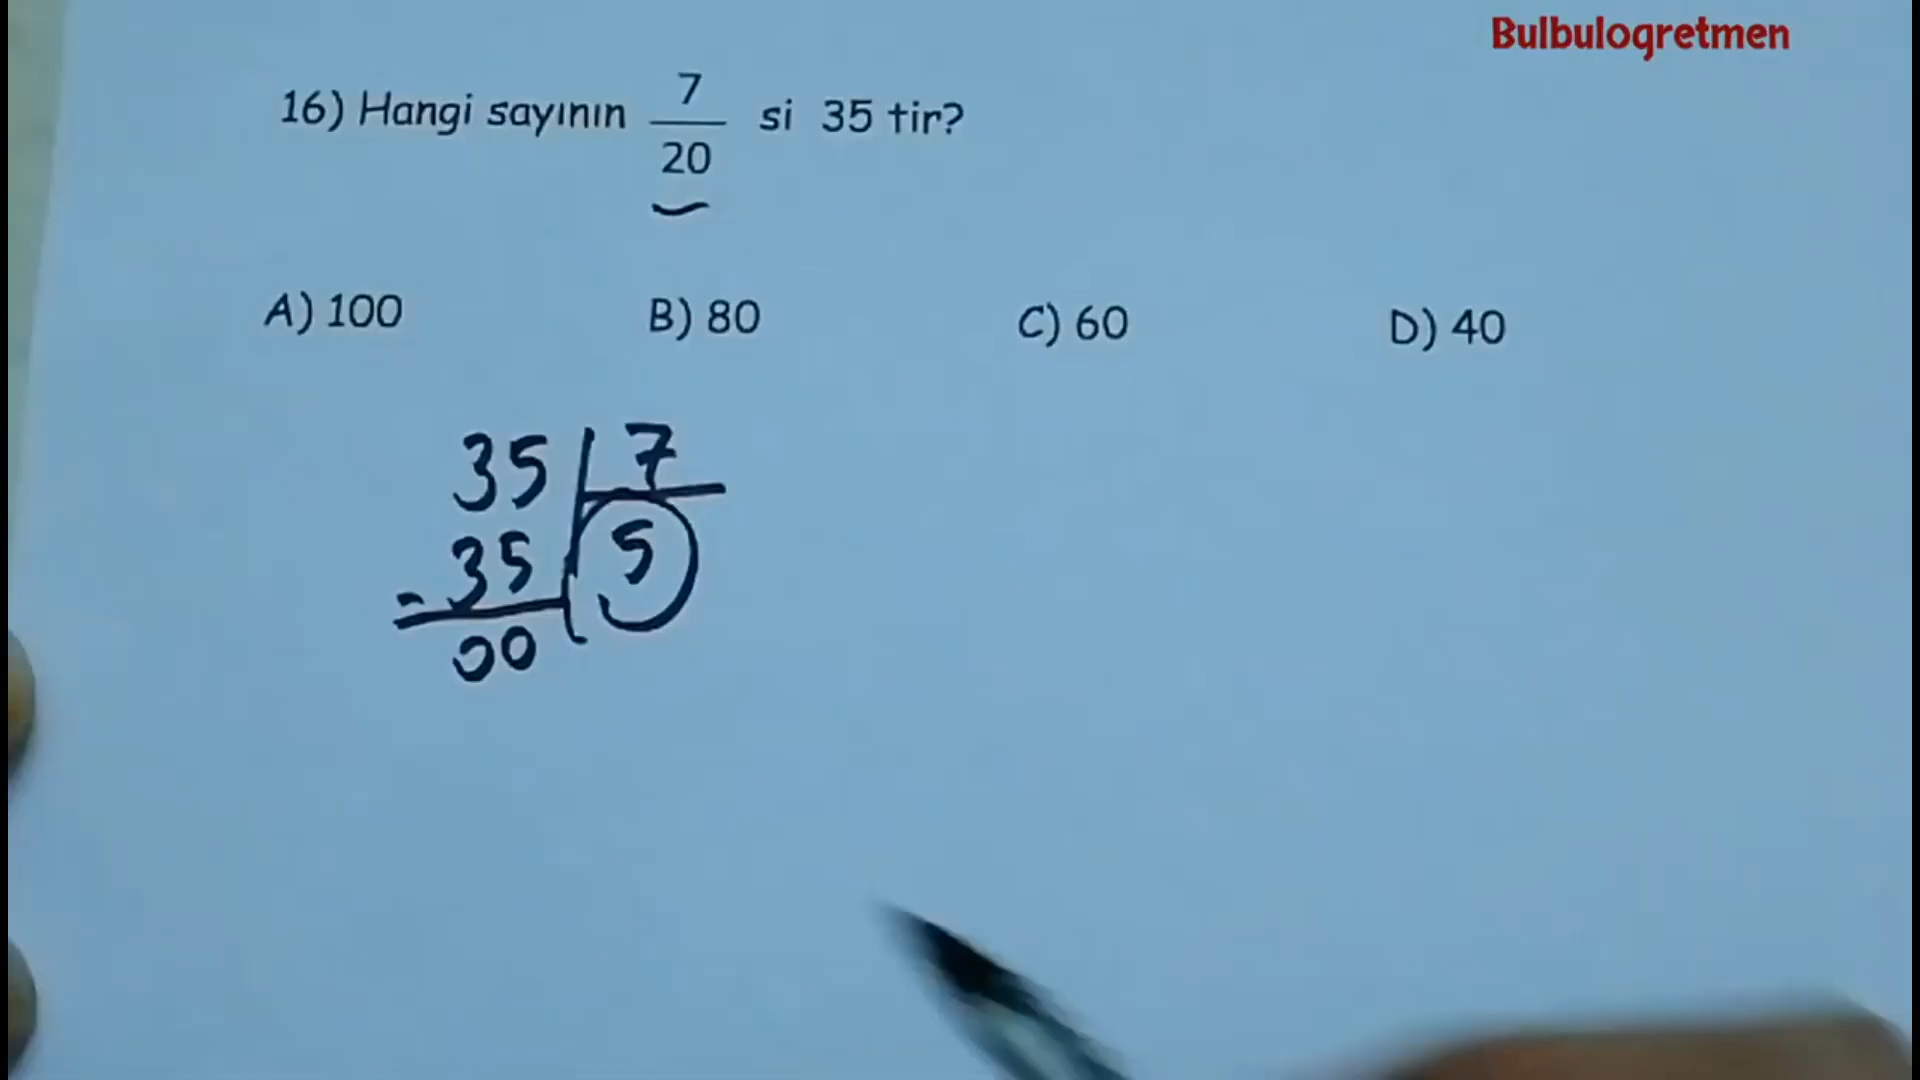 Bulbulogretmen
16) Hangi sayının 7/20 si 35 tir?
A) 100 B) 80 C) 60 D) 40
35 | 7
- 35 5
00